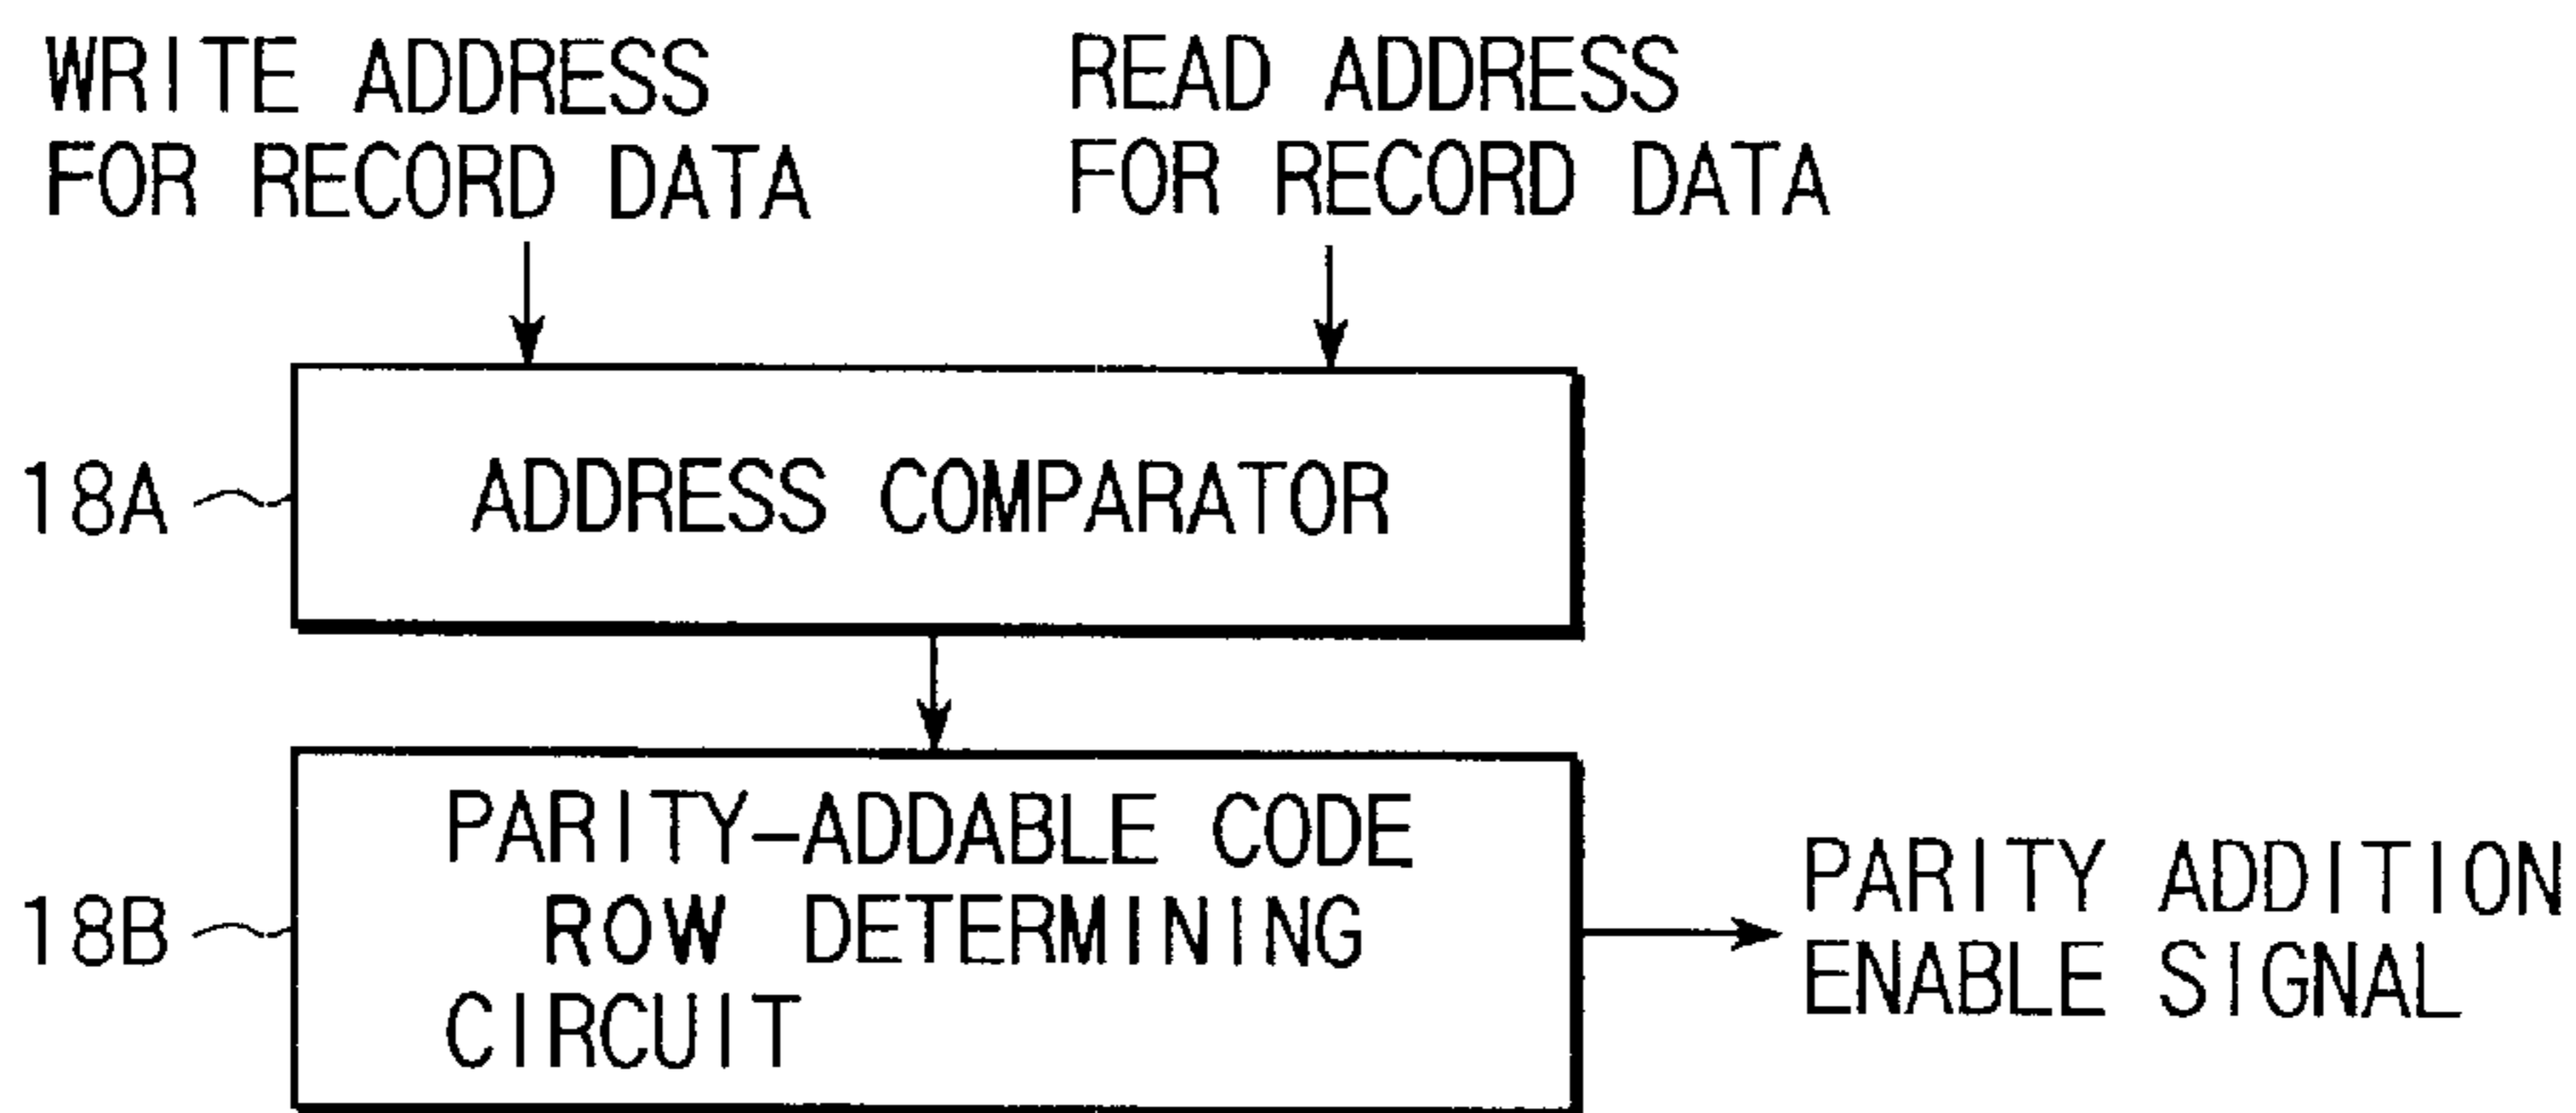 WRITE ADDRESS
FOR RECORD DATA
READ ADDRESS
FOR RECORD DATA
18A
ADDRESS COMPARATOR
18B
PARITY-ADDABLE CODE
ROW DETERMINING
CIRCUIT
PARITY ADDITION
ENABLE SIGNAL